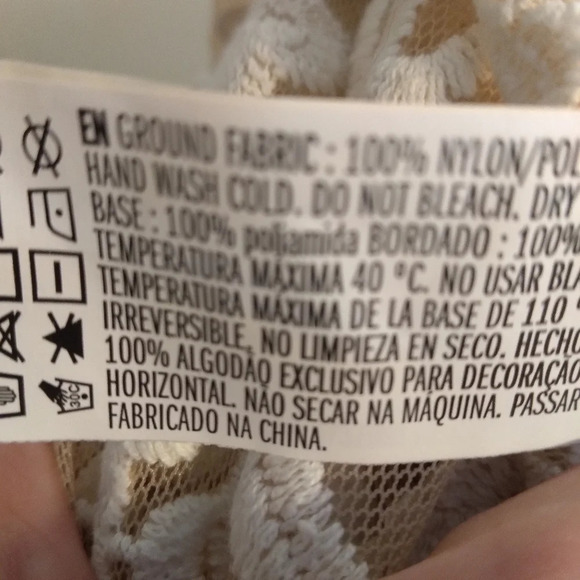 EN GROUND FABRIC : 100% NYLON/POL
HAND WASH COLD. DO NOT BLEACH. DRY
BASE : 100% poliamida BORDADO : 100%
TEMPERATURA MÁXIMA 40 °C. NO USAR BLA
TEMPERATURA MÁXIMA DE LA BASE DE 110
IRREVERSIBLE, NO LIMPIEZA EN SECO. HECHO
100% ALGODÃO EXCLUSIVO PARA DECORAÇÃO
HORIZONTAL. NÃO SECAR NA MÁQUINA. PASSAR
FABRICADO NA CHINA.
30C